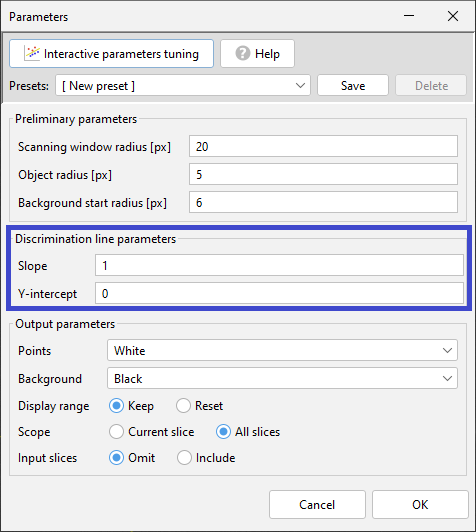 Parameters
Interactive parameters tuning
? Help
Presets: [ New preset ] Save Delete
Preliminary parameters
Scanning window radius [px] 20
Object radius [px] 5
Background start radius [px] 6
Discrimination line parameters
Slope 1
Y-intercept 0
Output parameters
Points White
Background Black
Display range Keep Reset
Scope Current slice All slices
Input slices Omit Include
Cancel OK